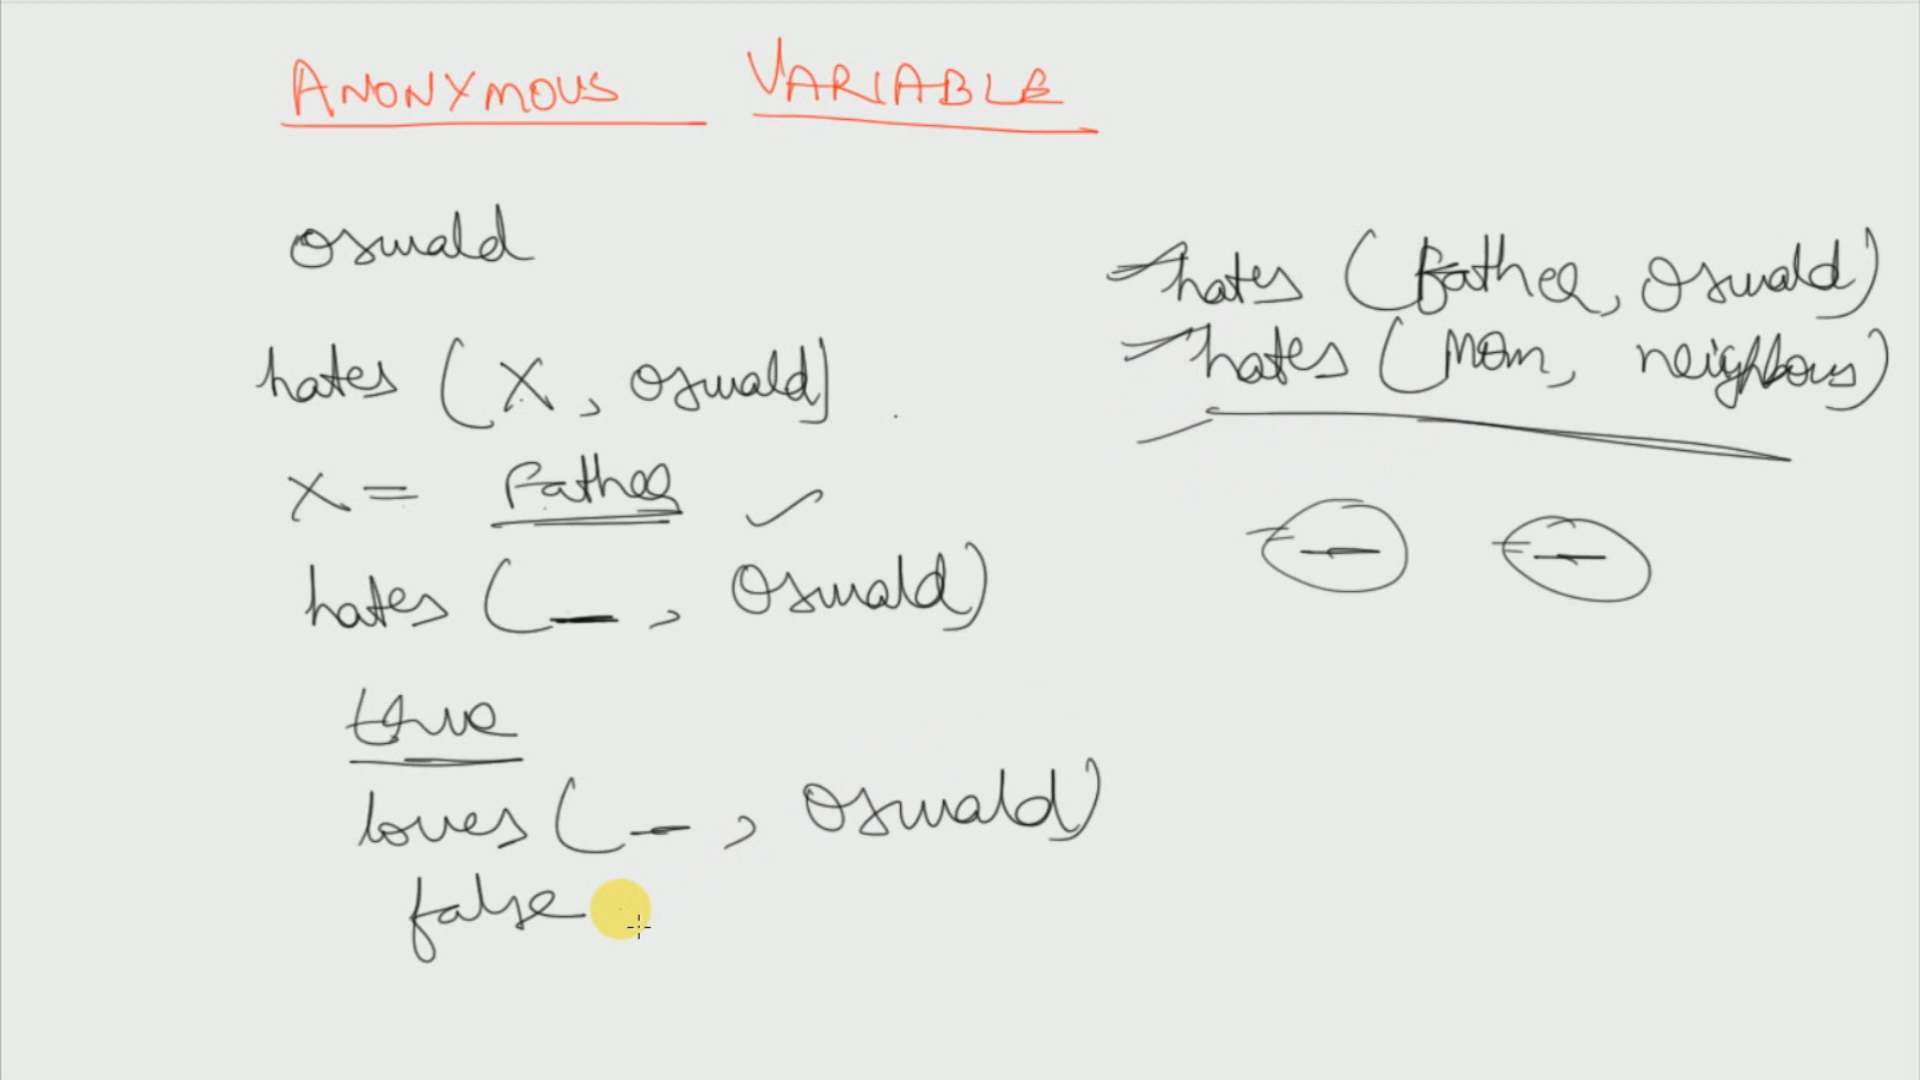 ANONYMOUS VARIABLE
oswald
hates (X, oswald)
hates (father, Oswald)
hates (Mom, neighbours)
X = Father
hates (_, Oswald)
true
loves (_, Oswald)
false